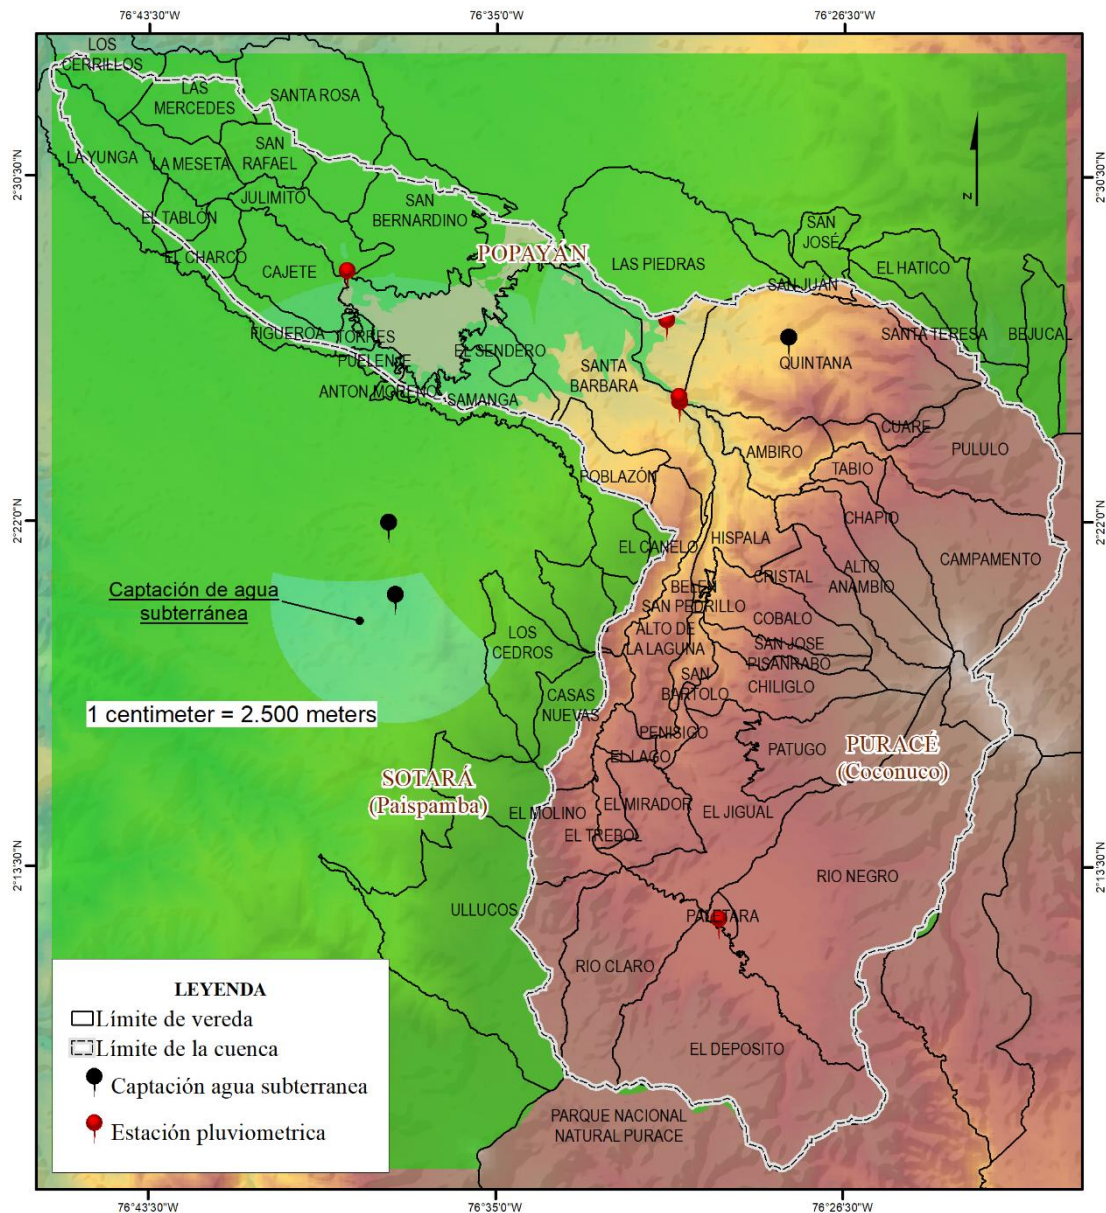 76°43'30"W
76°35'0"W
76°26'30"W
LOS
CERRILLOS
LAS
MERCEDES
SANTA ROSA
LA YUNGA
LA MESETA
SAN
RAFAEL
2°30'30"N
2°30'30"N
JULIMITO
SAN
BERNARDINO
EL TABLÓN
SAN
JOSÉ
Z
EL CHARCO
CAJETE
POPAYÁN
LAS PIEDRAS
EL HATICO
SAN JUÁN
FIGUEROA
TORRES
PUELENJE
EL SENDERO
SANTA
BARBARA
QUINTANA
SANTA TERESA
BEJUCAL
ANTON MORENO
SAMANGA
CUARE
PULULO
AMBIRO
TABIO
POBLAZÓN
CHAPIO
2°22'0"N
2°22'0"N
EL CANELO
HISPALA
CAMPAMENTO
ALTO
ANAMBIO
CRISTAL
BELEN
SAN PEDRILLO
COBALO
Captación de agua
subterránea
LOS
CEDROS
ALTO DE
LA LAGUNA
SAN JOSE
PISANRABO
SAN
BARTOLO
CHILIGLO
CASAS
NUEVAS
1 centimeter = 2.500 meters
PENISIGO
EL LAGO
PATUGO
PURACÉ
(Coconuco)
SOTARÁ
(Paispamba)
EL MOLINO
EL MIRADOR
EL JIGUAL
EL TREBOL
2°13'30"N
2°13'30"N
RIO NEGRO
ULLUCOS
PALETARA
RIO CLARO
EL DEPOSITO
PARQUE NACIONAL
NATURAL PURACE
LEYENDA
Límite de vereda
Límite de la cuenca
Captación agua subterranea
Estación pluviometrica
76°43'30"W
76°35'0"W
76°26'30"W